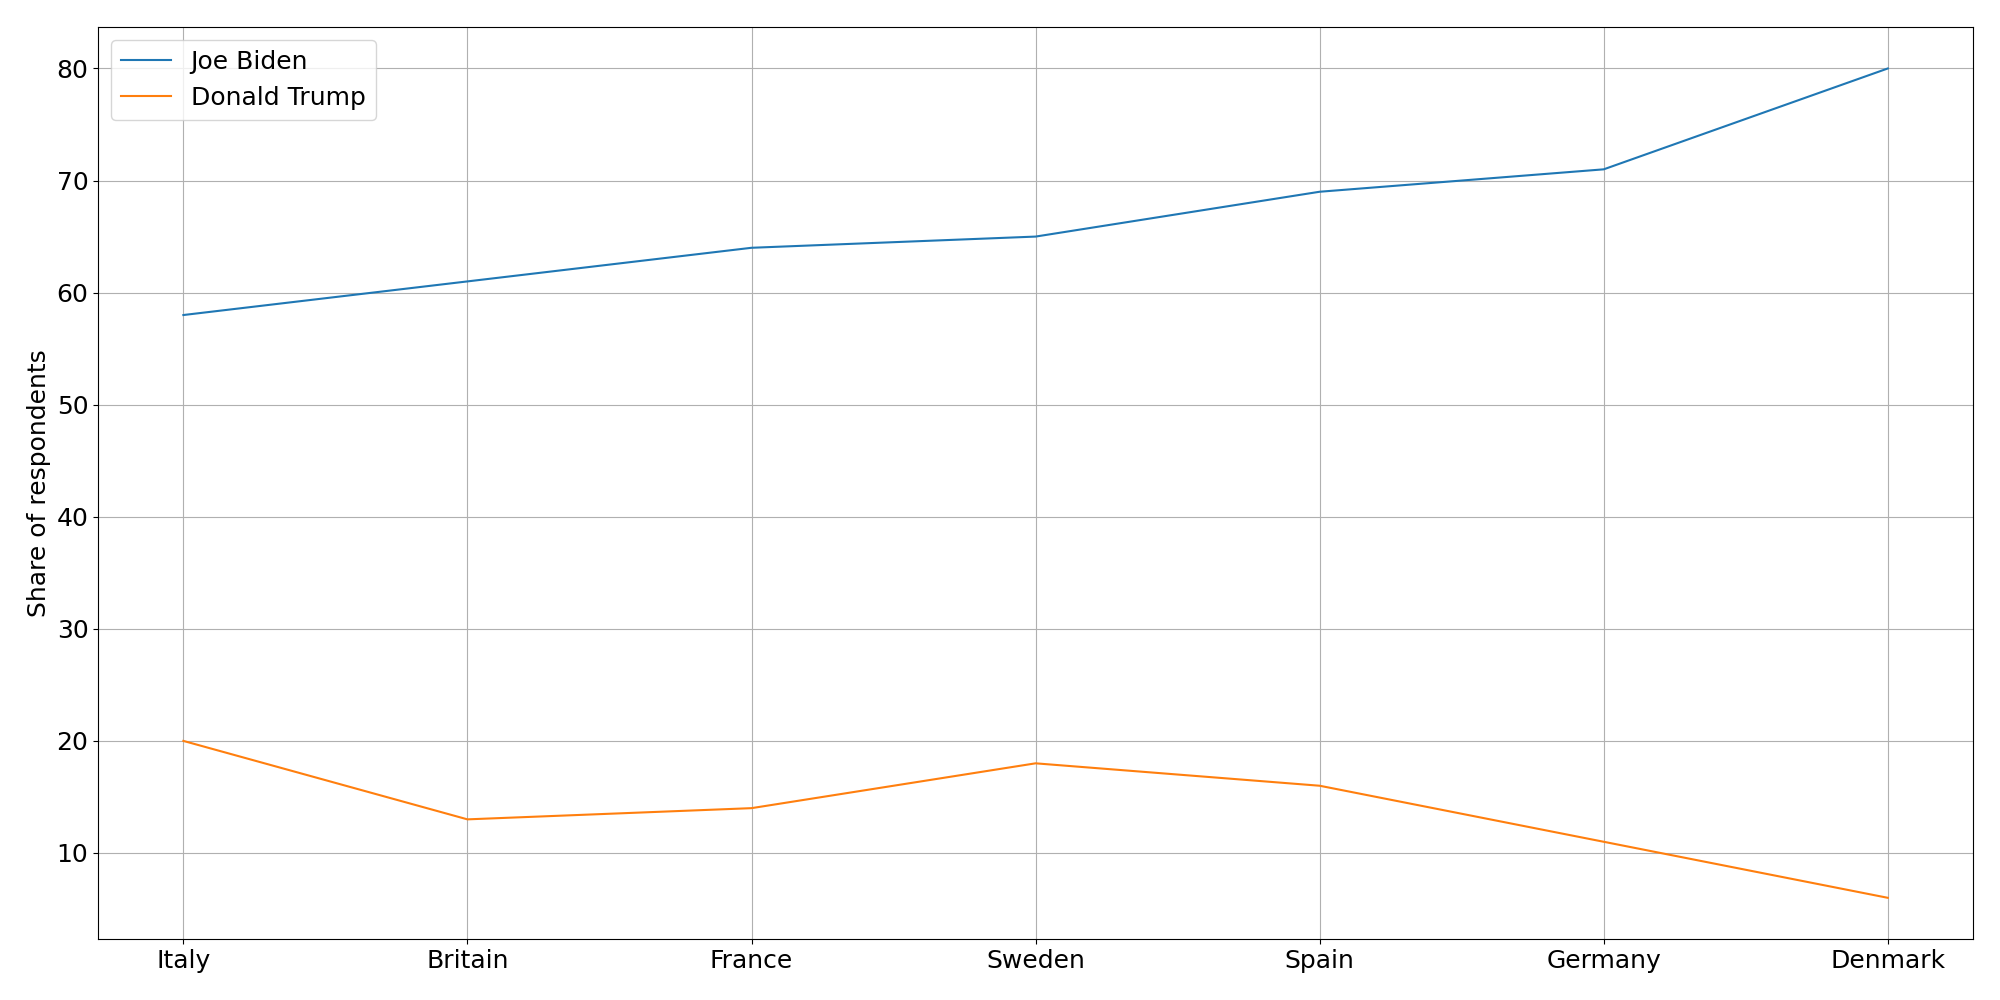 Joe Biden
Donald Trump
Share of respondents
80
70
60
50
40
30
20
10
Italy Britain France Sweden Spain Germany Denmark